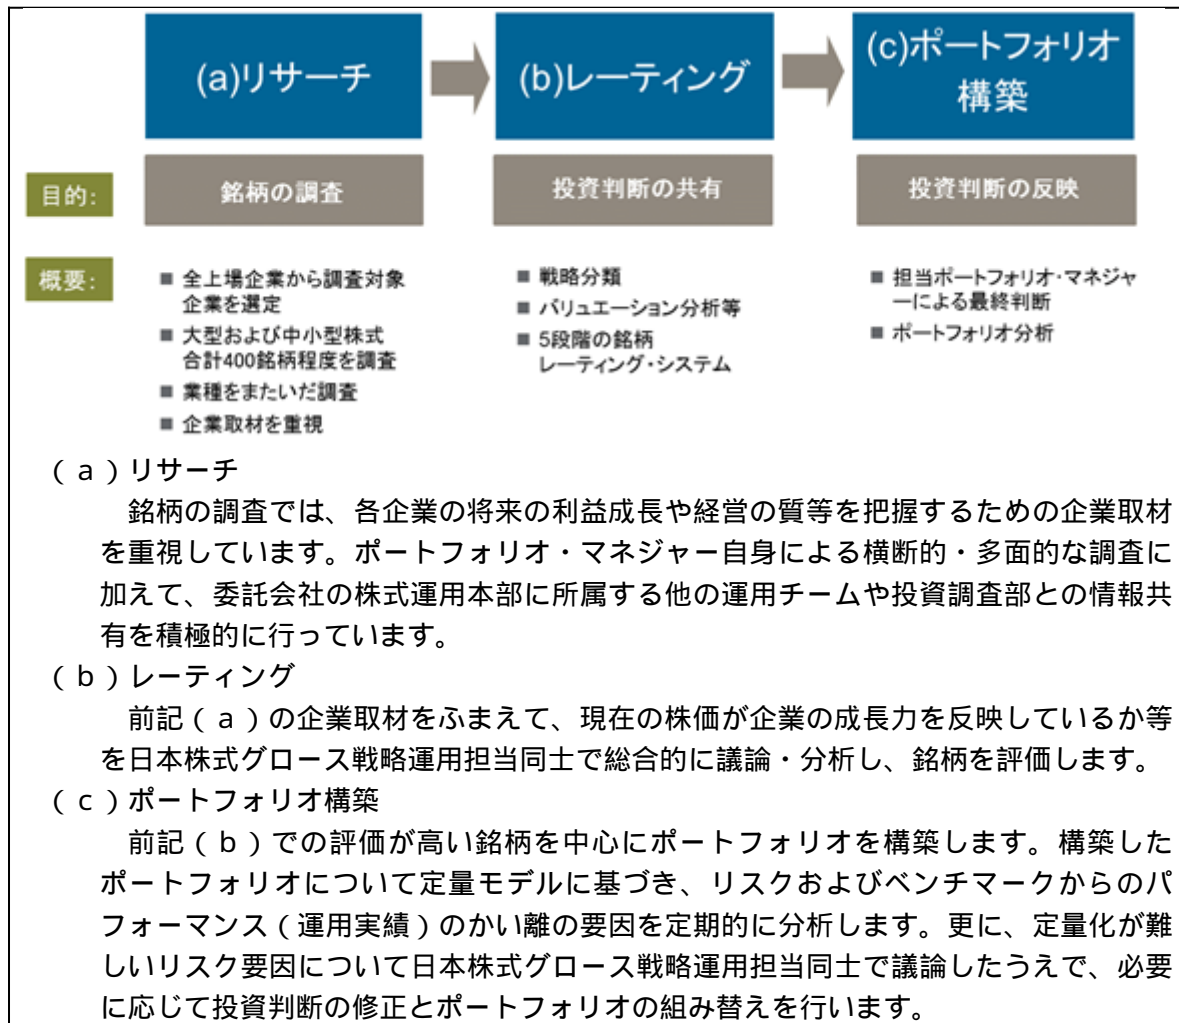 (a)リサーチ
(b)レーティング
(c)ポートフォリオ
構築
目的:
銘柄の調査
投資判断の共有
投資判断の反映
概要:
■ 全上場企業から調査対象
企業を選定
■ 大型および中小型株式
合計400銘柄程度を調査
■ 業種をまたいだ調査
■ 企業取材を重視
■ 戦略分類
■ バリュエーション分析等
■ 5段階の銘柄
レーティング・システム
■ 担当ポートフォリオ・マネジャ
ーによる最終判断
■ ポートフォリオ分析
(a)リサーチ
銘柄の調査では、各企業の将来の利益成長や経営の質等を把握するための企業取材
を重視しています。ポートフォリオ・マネジャー自身による横断的・多面的な調査に
加えて、委託会社の株式運用本部に所属する他の運用チームや投資調査部との情報共
有を積極的に行っています。
(b)レーティング
前記(a)の企業取材をふまえて、現在の株価が企業の成長力を反映しているか等
を日本株式グロース戦略運用担当同士で総合的に議論・分析し、銘柄を評価します。
(c)ポートフォリオ構築
前記(b)での評価が高い銘柄を中心にポートフォリオを構築します。構築した
ポートフォリオについて定量モデルに基づき、リスクおよびベンチマークからのパ
フォーマンス(運用実績)のかい離の要因を定期的に分析します。更に、定量化が難
しいリスク要因について日本株式グロース戦略運用担当同士で議論したうえで、必要
に応じて投資判断の修正とポートフォリオの組み替えを行います。